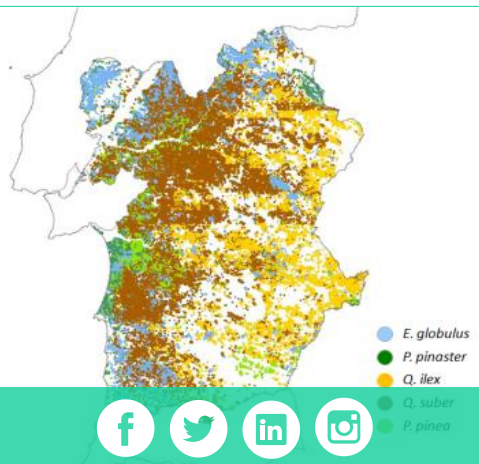 E. globulus
P. pinaster
Q. ilex
Q. suber
P. pinea